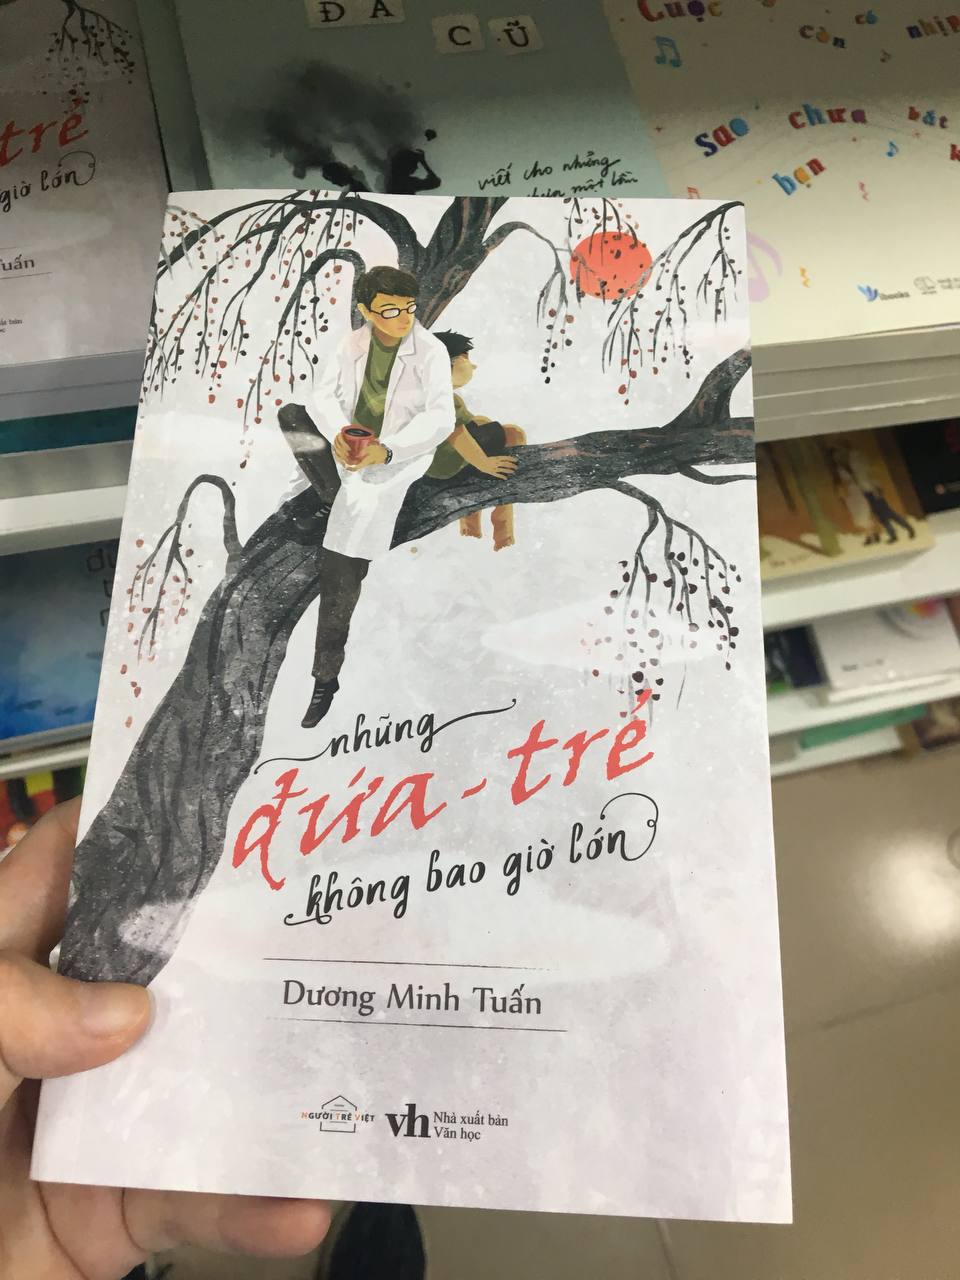 ĐÁ
CŨ
viết cho những
Cuộc
còn có nhịp
sao chưa bắt
bạn
trẻ
giờ lớn
Tuấn
những
đứa trẻ
không bao giờ lớn
Dương Minh Tuấn
NGƯỜI TRẺ VIỆT
vh Nhà xuất bản
Văn học